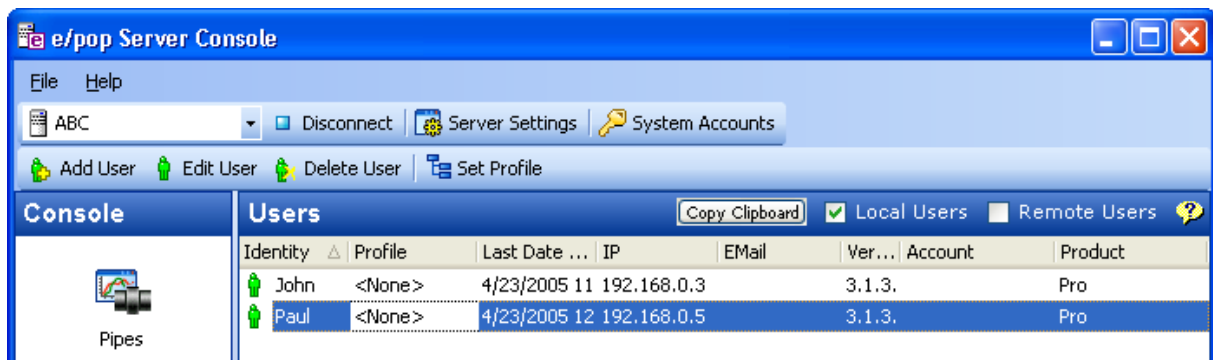 e/pop Server Console
File Help
ABC Disconnect Server Settings System Accounts
Add User Edit User Delete User Set Profile
Console Users Copy Clipboard Local Users Remote Users
Identity Profile Last Date ... IP EMail Ver... Account Product
John <None> 4/23/2005 11 192.168.0.3 3.1.3. Pro
Paul <None> 4/23/2005 12 192.168.0.5 3.1.3. Pro
Pipes